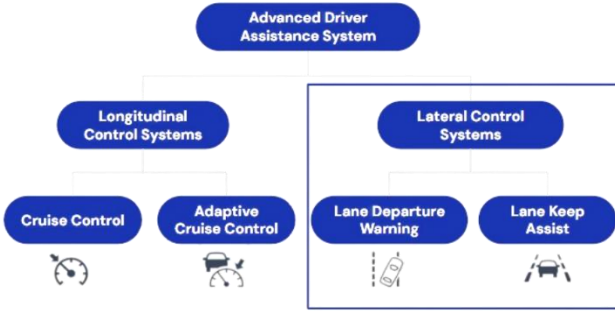 Advanced Driver
Assistance System
Longitudinal
Control Systems
Lateral Control
Systems
Cruise Control
Adaptive
Cruise Control
Lane Departure
Warning
Lane Keep
Assist